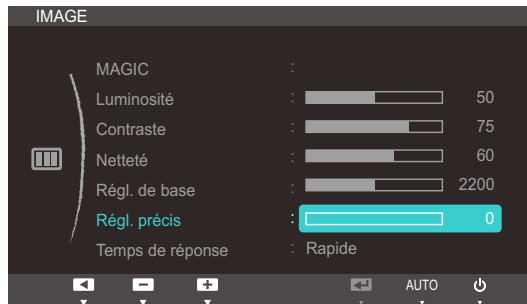 IMAGE
MAGIC :
Luminosité : 50
Contraste : 75
Netteté : 60
Régl. de base : 2200
Régl. précis : 0
Temps de réponse : Rapide
AUTO